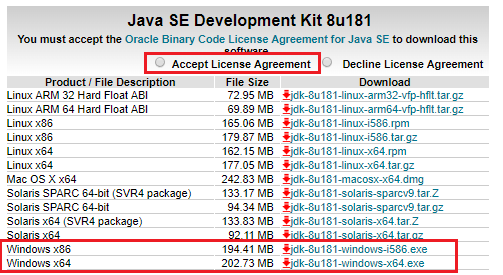 Java SE Development Kit 8u181
You must accept the Oracle Binary Code License Agreement for Java SE to download this
software.
Accept License Agreement Decline License Agreement
Product / File Description File Size Download
Linux ARM 32 Hard Float ABI 72.95 MB jdk-8u181-linux-arm32-vfp-hflt.tar.gz
Linux ARM 64 Hard Float ABI 69.89 MB jdk-8u181-linux-arm64-vfp-hflt.tar.gz
Linux x86 165.06 MB jdk-8u181-linux-i586.rpm
Linux x86 179.87 MB jdk-8u181-linux-i586.tar.gz
Linux x64 162.15 MB jdk-8u181-linux-x64.rpm
Linux x64 177.05 MB jdk-8u181-linux-x64.tar.gz
Mac OS X x64 242.83 MB jdk-8u181-macosx-x64.dmg
Solaris SPARC 64-bit (SVR4 package) 133.17 MB jdk-8u181-solaris-sparcv9.tar.Z
Solaris SPARC 64-bit 94.34 MB jdk-8u181-solaris-sparcv9.tar.gz
Solaris x64 (SVR4 package) 133.83 MB jdk-8u181-solaris-x64.tar.Z
Solaris x64 92.11 MB jdk-8u181-solaris-x64.tar.gz
Windows x86 194.41 MB jdk-8u181-windows-i586.exe
Windows x64 202.73 MB jdk-8u181-windows-x64.exe